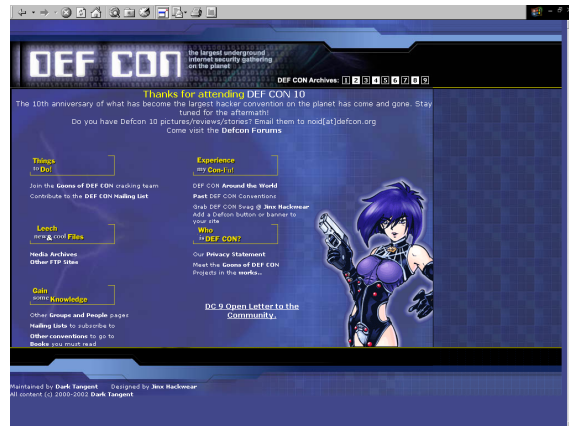 DEF CON
the largest underground
internet security gathering
on the planet
DEF CON Archives: 1 2 3 4 5 6 7 8 9
Thanks for attending DEF CON 10
The 10th anniversary of what has become the largest hacker convention on the planet has come and gone. Stay
tuned for the aftermath!
Do you have Defcon 10 pictures/reviews/stories? Email them to noid[at]defcon.org
Come visit the Defcon Forums
Things
to Do!
Join the Goons of DEF CON cracking team
Contribute to the DEF CON Mailing List
Leech
new & cool Files
Media Archives
Other FTP Sites
Gain
some Knowledge
Other Groups and People pages
Mailing Lists to subscribe to
Other conventions to go to
Books you must read
Experience
my Con-Fu!
DEF CON Around the World
Past DEF CON Conventions
Grab DEF CON Swag @ Jinx Hackwear
Add a Defcon button or banner to
your site
Who
is DEF CON?
Our Privacy Statement
Meet the Goons of DEF CON
Projects in the works..
DC 9 Open Letter to the
Community.
Maintained by Dark Tangent Designed by Jinx Hackwear
All content (c) 2000-2002 Dark Tangent